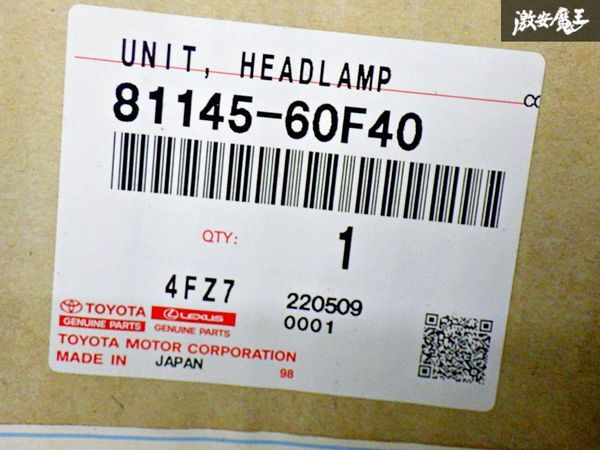 激安魔王
UNIT, HEADLAMP
CO
81145-60F40
QTY: 1
4FZ7 220509
0001
TOYOTA LEXUS
GENUINE PARTS GENUINE PARTS
TOYOTA MOTOR CORPORATION
MADE IN JAPAN 98